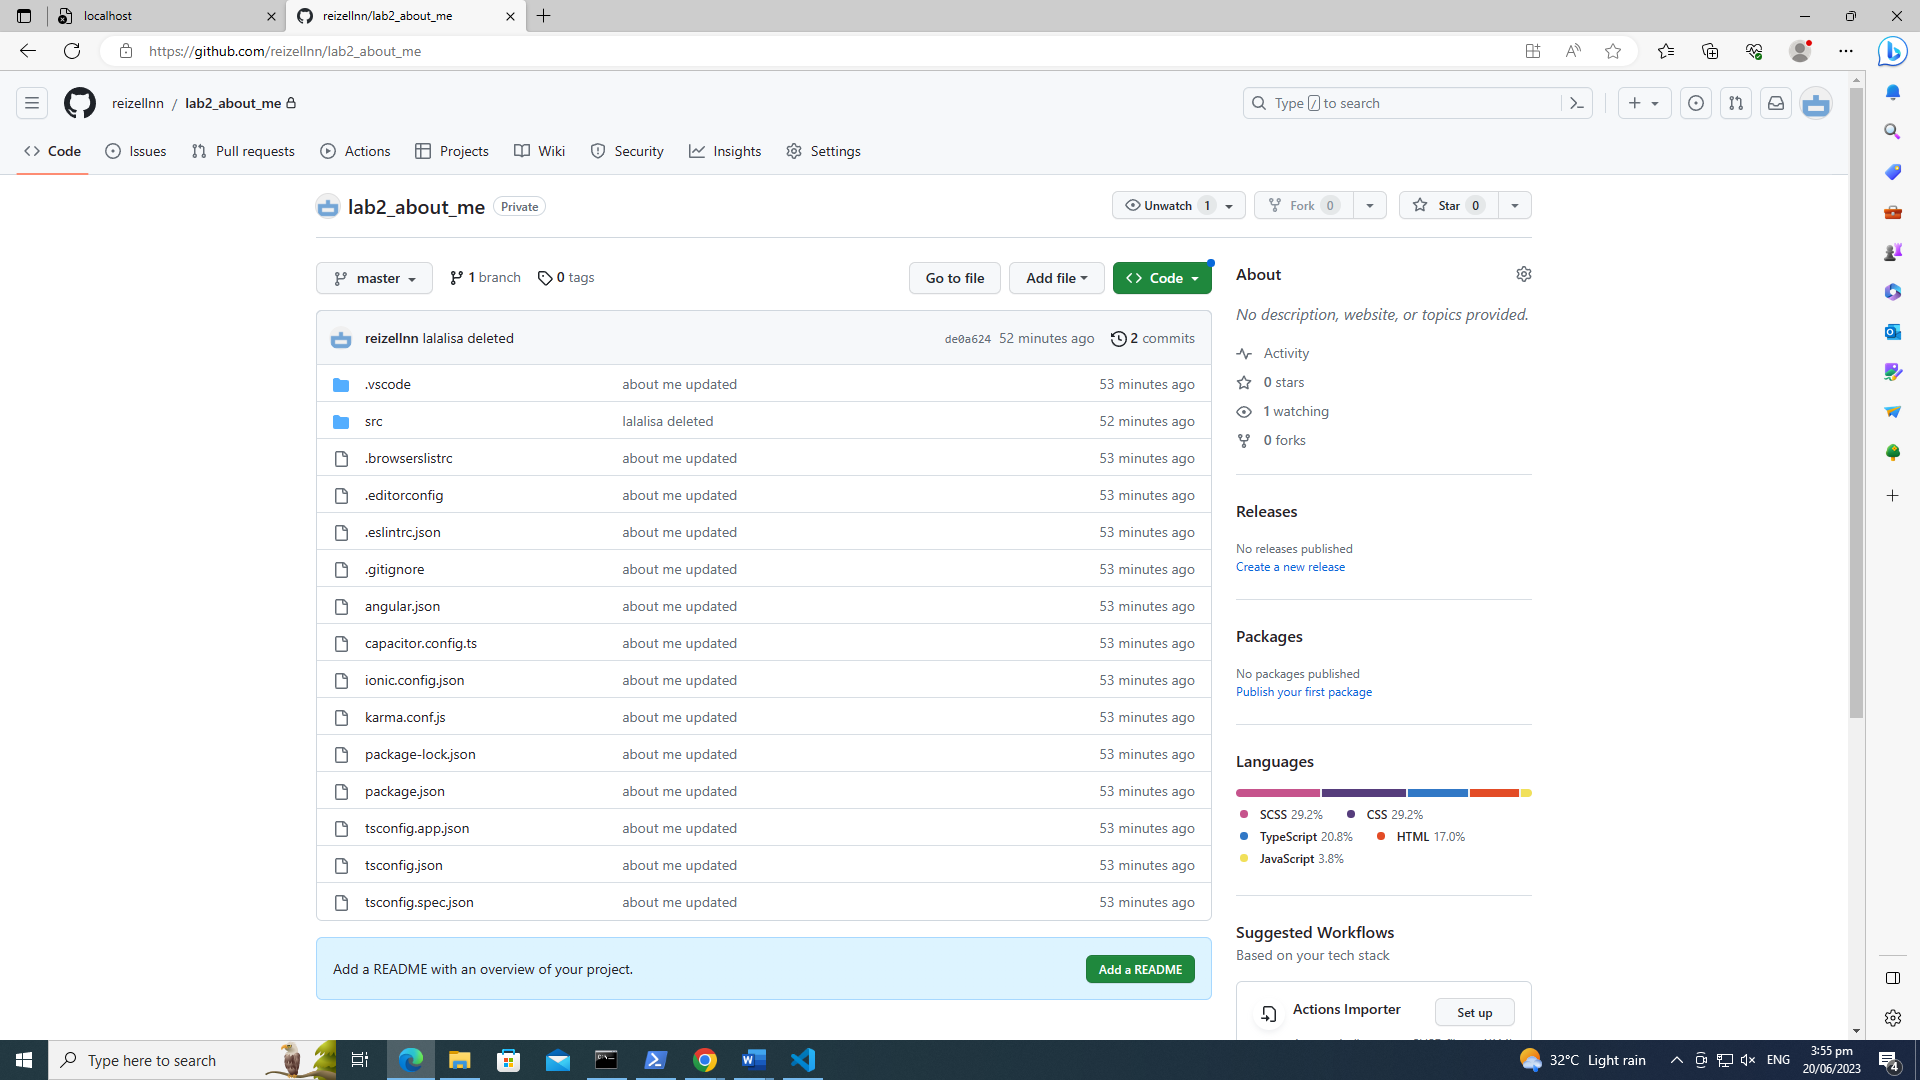 localhost
reizellnn/lab2_about_me
https://github.com/reizellnn/lab2_about_me
reizellnn / lab2_about_me
Type / to search
Code Issues Pull requests Actions Projects Wiki Security Insights Settings
lab2_about_me Private
Unwatch 1 Fork 0 Star 0
master 1 branch 0 tags Go to file Add file Code
reizellnn lalalisa deleted de0a624 52 minutes ago 2 commits
.vscode about me updated 53 minutes ago
src lalalisa deleted 52 minutes ago
.browserslistrc about me updated 53 minutes ago
.editorconfig about me updated 53 minutes ago
.eslintrc.json about me updated 53 minutes ago
.gitignore about me updated 53 minutes ago
angular.json about me updated 53 minutes ago
capacitor.config.ts about me updated 53 minutes ago
ionic.config.json about me updated 53 minutes ago
karma.conf.js about me updated 53 minutes ago
package-lock.json about me updated 53 minutes ago
package.json about me updated 53 minutes ago
tsconfig.app.json about me updated 53 minutes ago
tsconfig.json about me updated 53 minutes ago
tsconfig.spec.json about me updated 53 minutes ago
Add a README with an overview of your project. Add a README
About
No description, website, or topics provided.
Activity
0 stars
1 watching
0 forks
Releases
No releases published
Create a new release
Packages
No packages published
Publish your first package
Languages
SCSS 29.2% CSS 29.2%
TypeScript 20.8% HTML 17.0%
JavaScript 3.8%
Suggested Workflows
Based on your tech stack
Actions Importer Set up
Type here to search
32°C Light rain
ENG
3:55 pm
20/06/2023
4